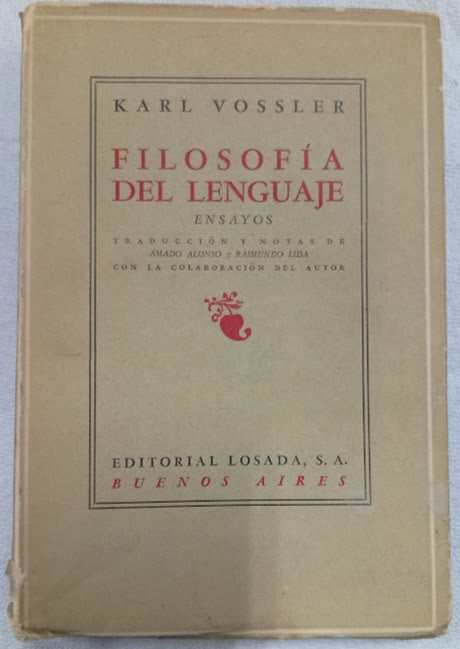 KARL VOSSLER
FILOSOFÍA
DEL LENGUAJE
ENSAYOS
TRADUCCIÓN Y NOTAS DE
AMADO ALONSO y RAIMUNDO LIDA
CON LA COLABORACIÓN DEL AUTOR
EDITORIAL LOSADA, S. A.
BUENOS AIRES